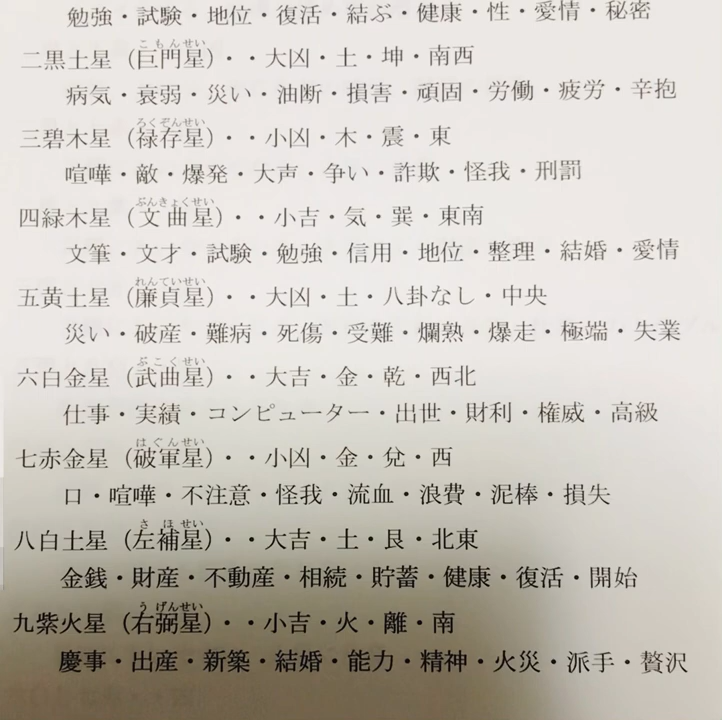 勉強・試験・地位・復活・結ぶ・健康・性・愛情・秘密
こもんせい
二黒土星（巨門星）・・大凶・土・坤・南西
病気・衰弱・災い・油断・損害・頑固・労働・疲労・辛抱
ろくぞんせい
三碧木星（禄存星）・・小凶・木・震・東
喧嘩・敵・爆発・大声・争い・詐欺・怪我・刑罰
ぶんきょくせい
四緑木星（文曲星）・・小吉・気・巽・東南
文筆・文才・試験・勉強・信用・地位・整理・結婚・愛情
れんていせい
五黄土星（廉貞星）・・大凶・土・八卦なし・中央
災い・破産・難病・死傷・受難・爛熟・爆走・極端・失業
ぶこくせい
六白金星（武曲星）・・大吉・金・乾・西北
仕事・実績・コンピューター・出世・財利・権威・高級
はぐんせい
七赤金星（破軍星）・・小凶・金・兌・西
口・喧嘩・不注意・怪我・流血・浪費・泥棒・損失
さほせい
八白土星（左補星）・・大吉・土・艮・北東
金銭・財産・不動産・相続・貯蓄・健康・復活・開始
うげんせい
九紫火星（右弼星）・・小吉・火・離・南
慶事・出産・新築・結婚・能力・精神・火災・派手・贅沢